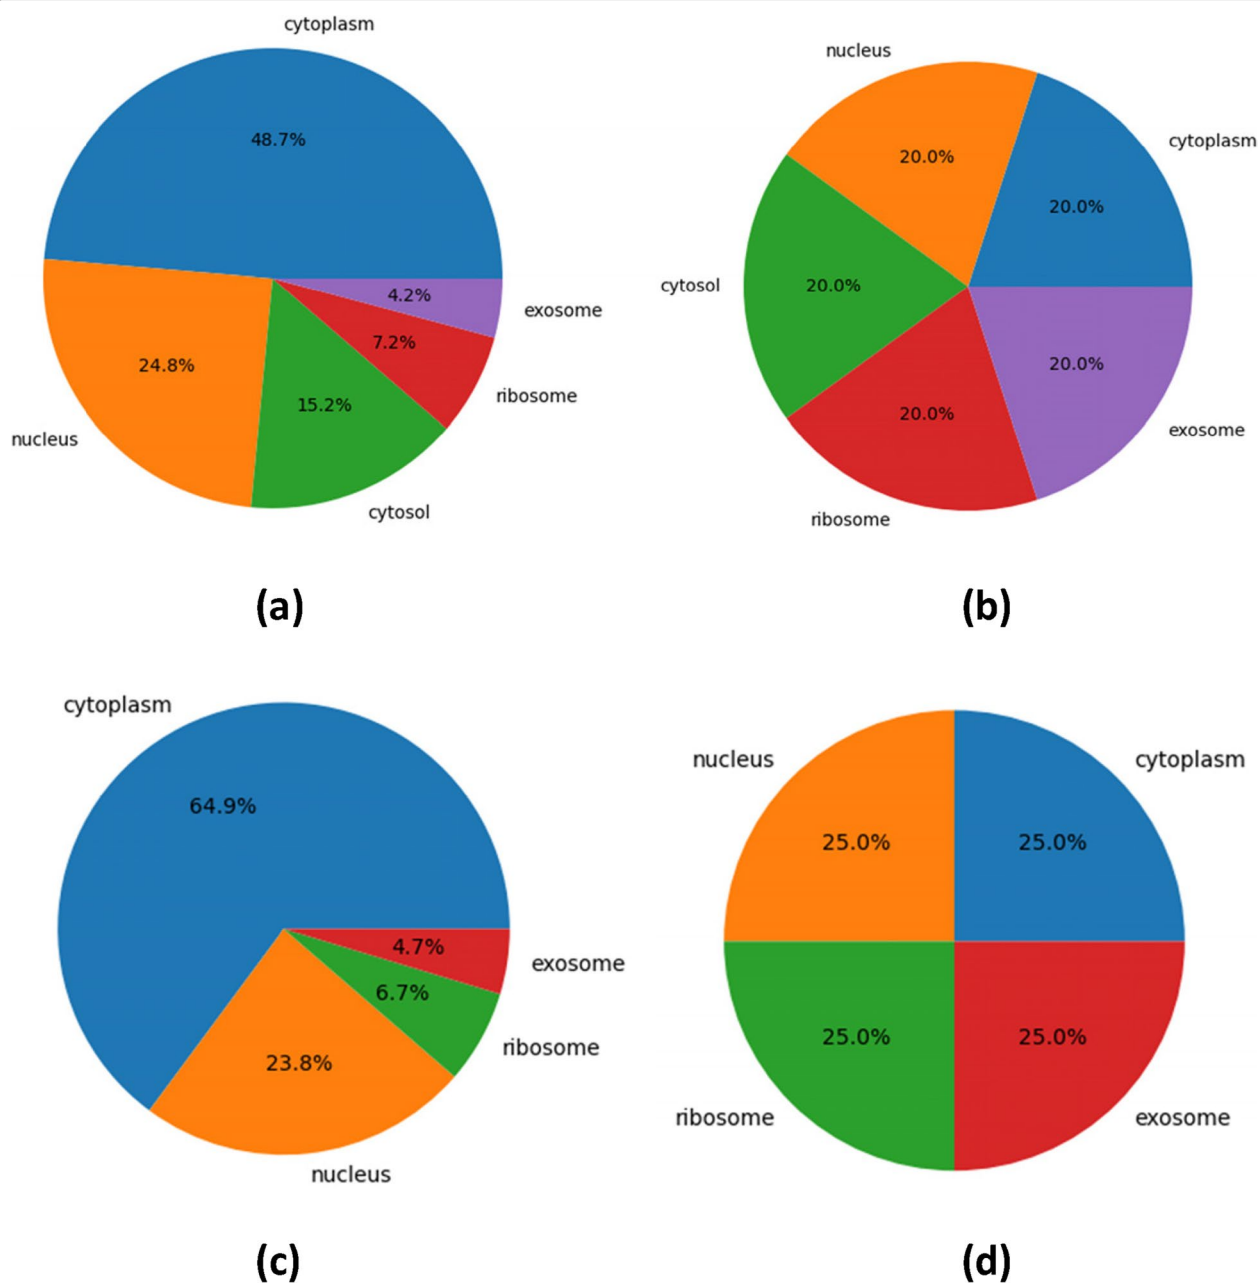 cytoplasm
48.7%
4.2%
exosome
7.2%
24.8%
ribosome
15.2%
nucleus
cytosol
(a)
nucleus
cytoplasm
20.0%
20.0%
cytosol
20.0%
20.0%
20.0%
exosome
ribosome
(b)
cytoplasm
64.9%
4.7%
exosome
6.7%
ribosome
23.8%
nucleus
(c)
nucleus
cytoplasm
25.0%
25.0%
25.0%
25.0%
ribosome
exosome
(d)